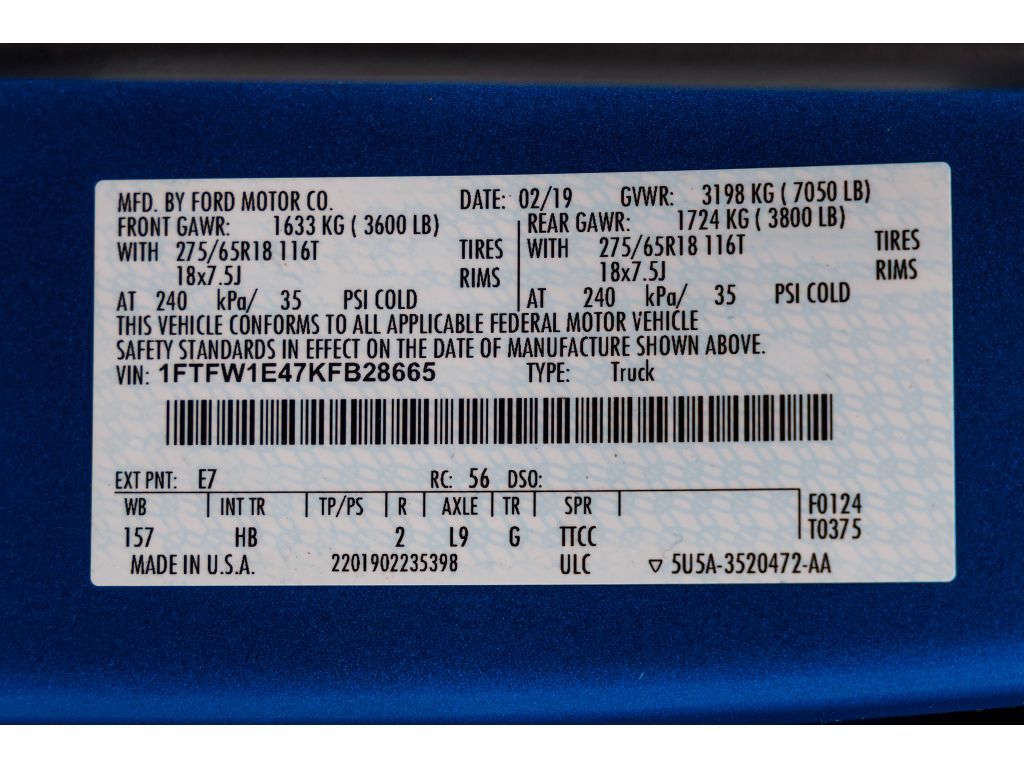 MFD. BY FORD MOTOR CO. DATE: 02/19 GVWR: 3198 KG ( 7050 LB)
FRONT GAWR: 1633 KG ( 3600 LB) REAR GAWR: 1724 KG ( 3800 LB)
WITH 275/65R18 116T TIRES WITH 275/65R18 116T TIRES
18x7.5J RIMS 18x7.5J RIMS
AT 240 kPa/ 35 PSI COLD AT 240 kPa/ 35 PSI COLD
THIS VEHICLE CONFORMS TO ALL APPLICABLE FEDERAL MOTOR VEHICLE
SAFETY STANDARDS IN EFFECT ON THE DATE OF MANUFACTURE SHOWN ABOVE.
VIN: 1FTFW1E47KFB28665 TYPE: Truck
EXT PNT: E7 RC: 56 DSO:
WB INT TR TP/PS R AXLE TR SPR F0124
157 HB 2 L9 G TTCC T0375
MADE IN U.S.A. 2201902235398 ULC ▽ 5U5A-3520472-AA